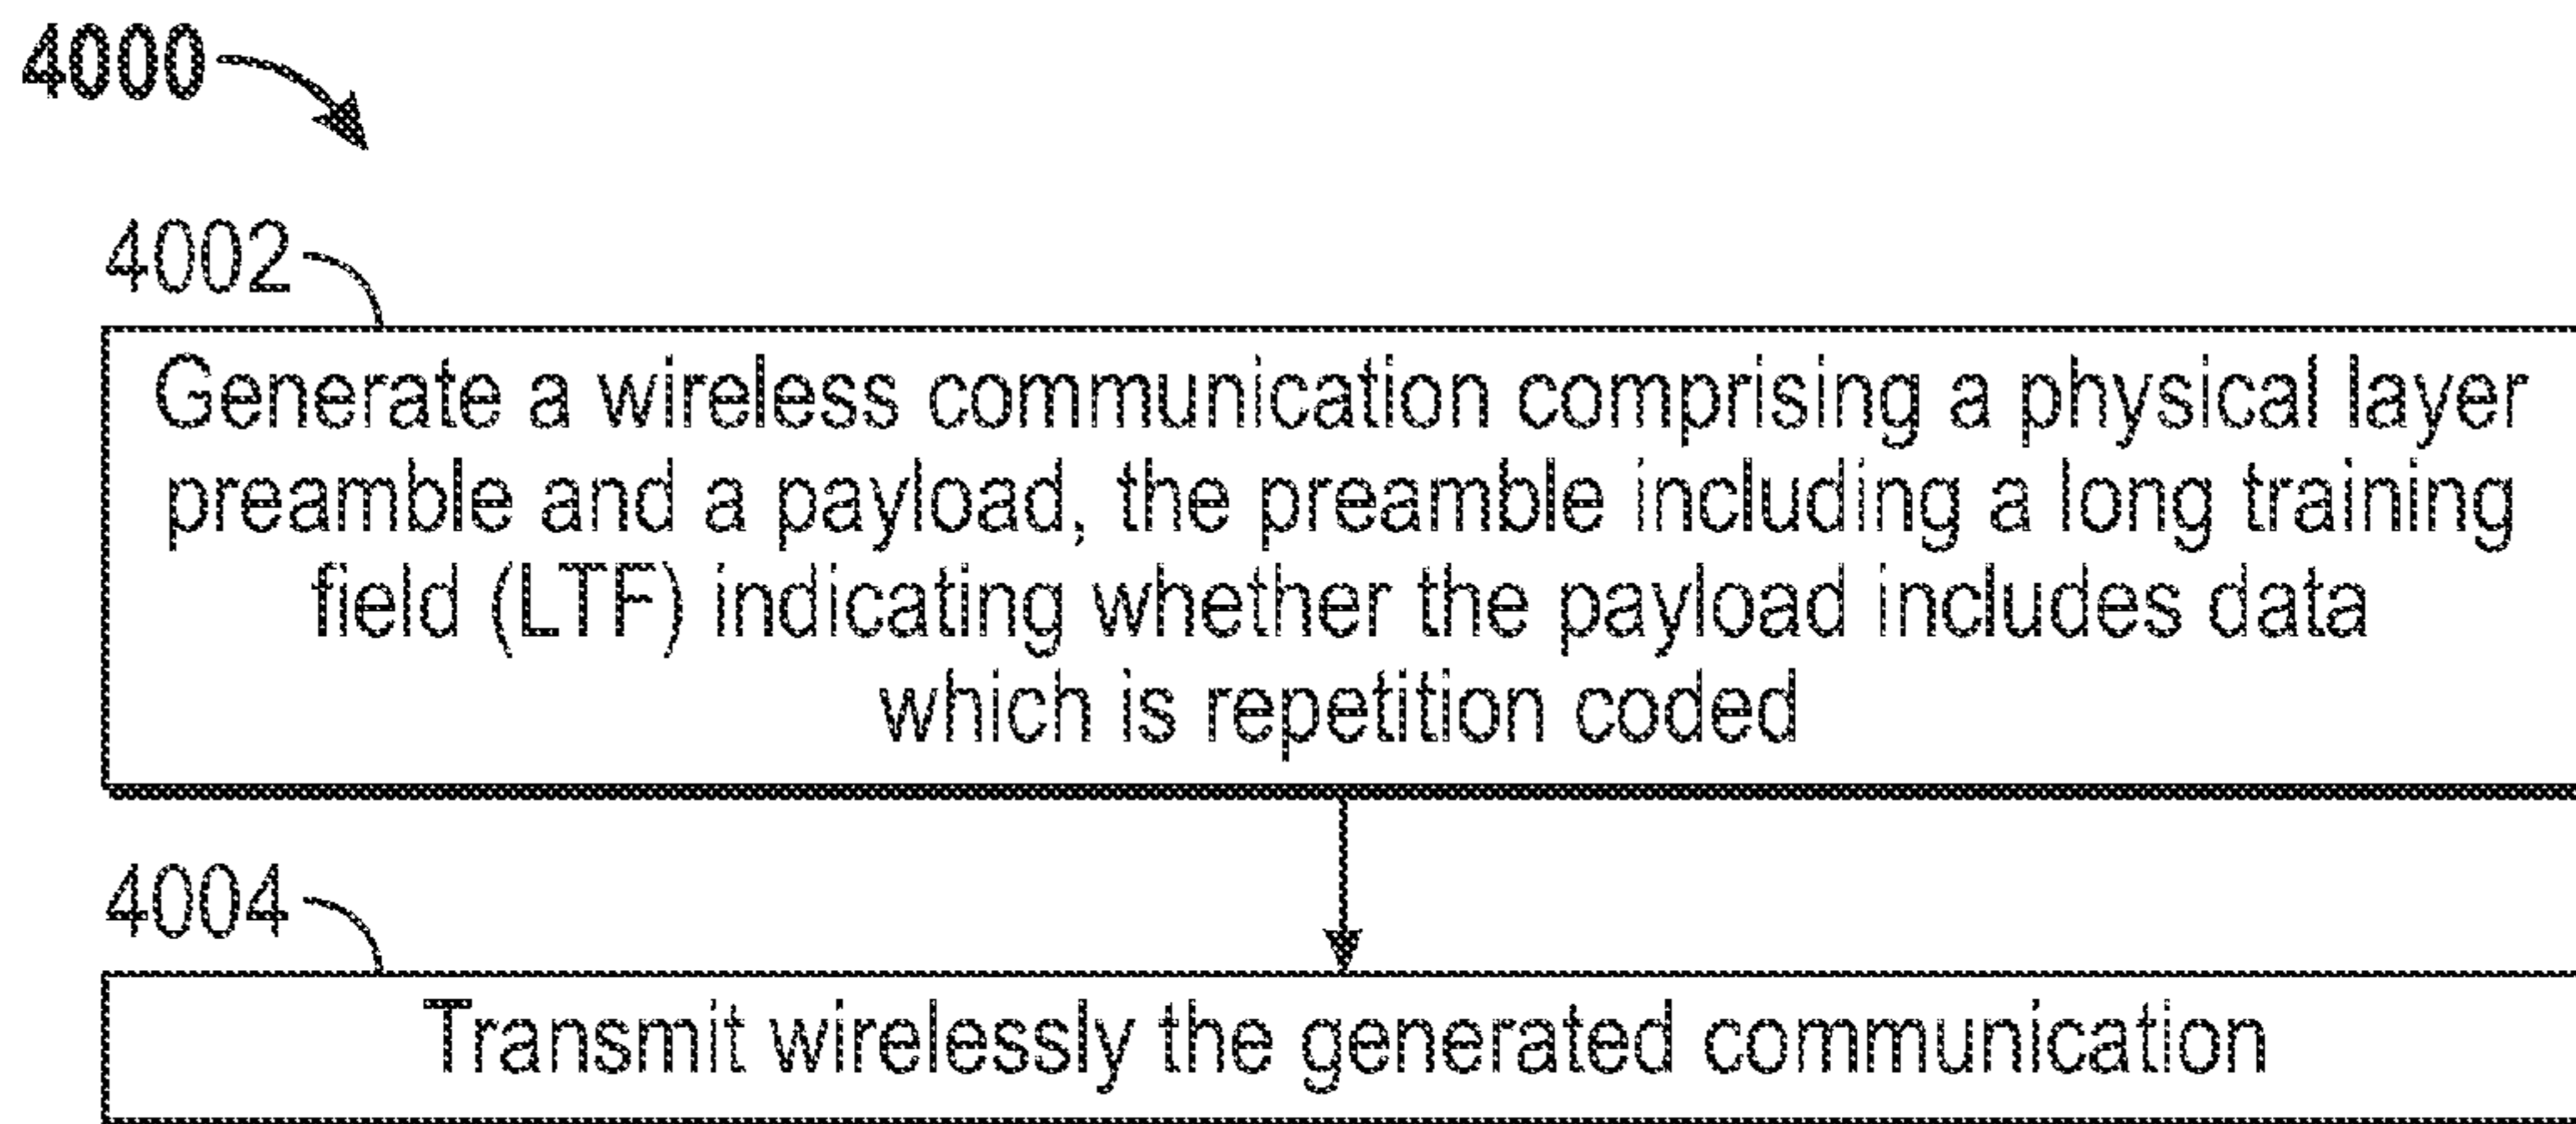 4000
4002
Generate a wireless communication comprising a physical layer
preamble and a payload, the preamble including a long training
field (LTF) indicating whether the payload includes data
which is repetition coded
4004
Transmit wirelessly the generated communication